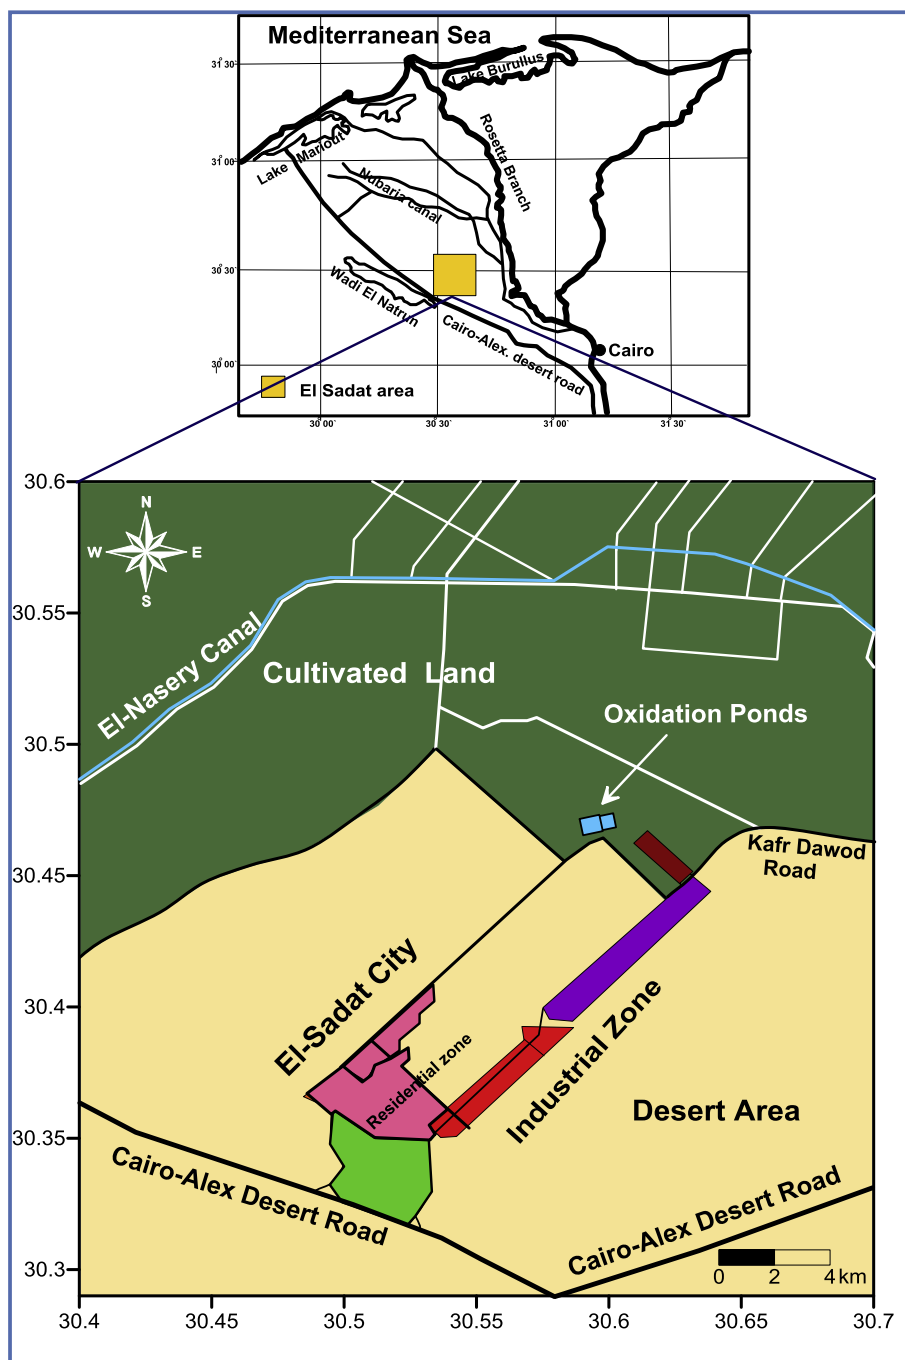 Mediterranean Sea
31°30'
Lake Burullus
Rosetta Branch
31°00'
Lake Mariout
Nubaria canal
30°30'
Wadi El Natrun
Cairo-Alex. desert road
Cairo
30°00'
El Sadat area
30°00'
30°30'
31°00'
31°30'
30.6
N
W
E
S
30.55
El-Nasery Canal
Cultivated Land
Oxidation Ponds
30.5
Kafr Dawod
Road
30.45
El-Sadat City
30.4
Residential zone
Industrial Zone
Desert Area
30.35
Cairo-Alex Desert Road
Cairo-Alex Desert Road
30.3
0
2
4 km
30.4
30.45
30.5
30.55
30.6
30.65
30.7